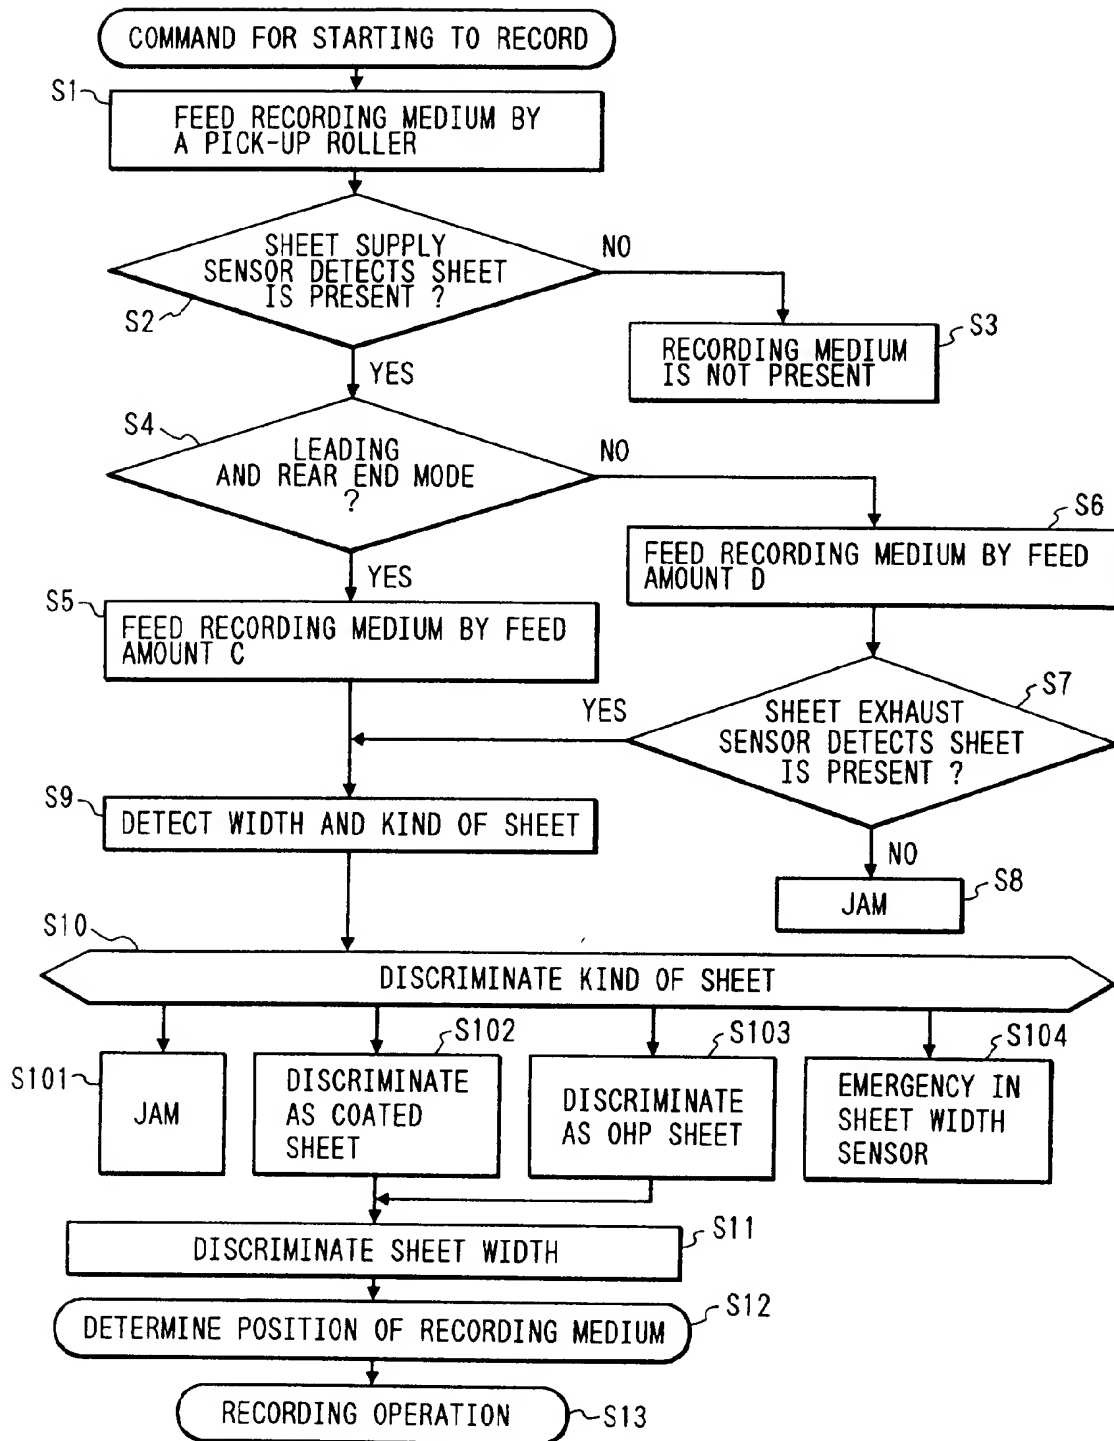 COMMAND FOR STARTING TO RECORD
S1
FEED RECORDING MEDIUM BY
A PICK-UP ROLLER
SHEET SUPPLY
SENSOR DETECTS SHEET
IS PRESENT ?
NO
S2
S3
RECORDING MEDIUM
IS NOT PRESENT
YES
S4
LEADING
AND REAR END MODE
?
NO
S6
FEED RECORDING MEDIUM BY FEED
AMOUNT D
YES
S5
FEED RECORDING MEDIUM BY FEED
AMOUNT C
S7
SHEET EXHAUST
SENSOR DETECTS SHEET
IS PRESENT ?
YES
S9
DETECT WIDTH AND KIND OF SHEET
NO
S8
JAM
S10
DISCRIMINATE KIND OF SHEET
S101
JAM
S102
DISCRIMINATE
AS COATED
SHEET
S103
DISCRIMINATE
AS OHP SHEET
S104
EMERGENCY IN
SHEET WIDTH
SENSOR
S11
DISCRIMINATE SHEET WIDTH
S12
DETERMINE POSITION OF RECORDING MEDIUM
RECORDING OPERATION
S13